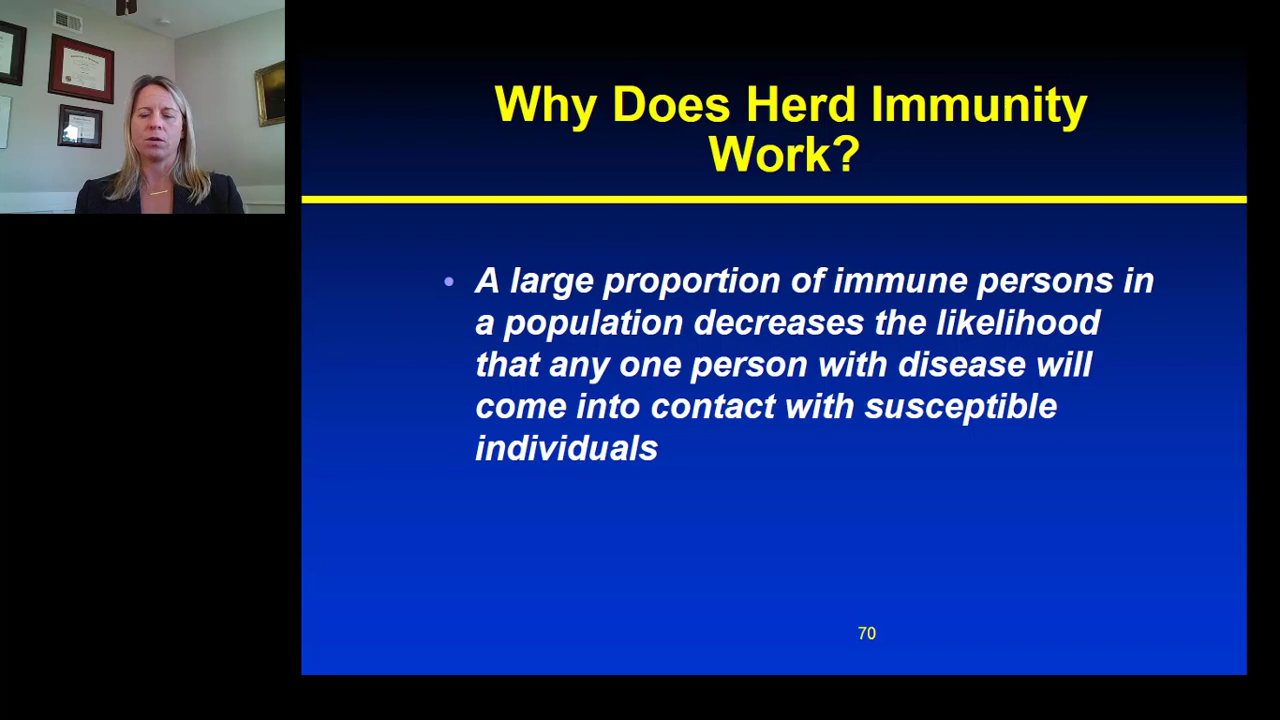 Why Does Herd Immunity
Work?
• A large proportion of immune persons in
a population decreases the likelihood
that any one person with disease will
come into contact with susceptible
individuals
70